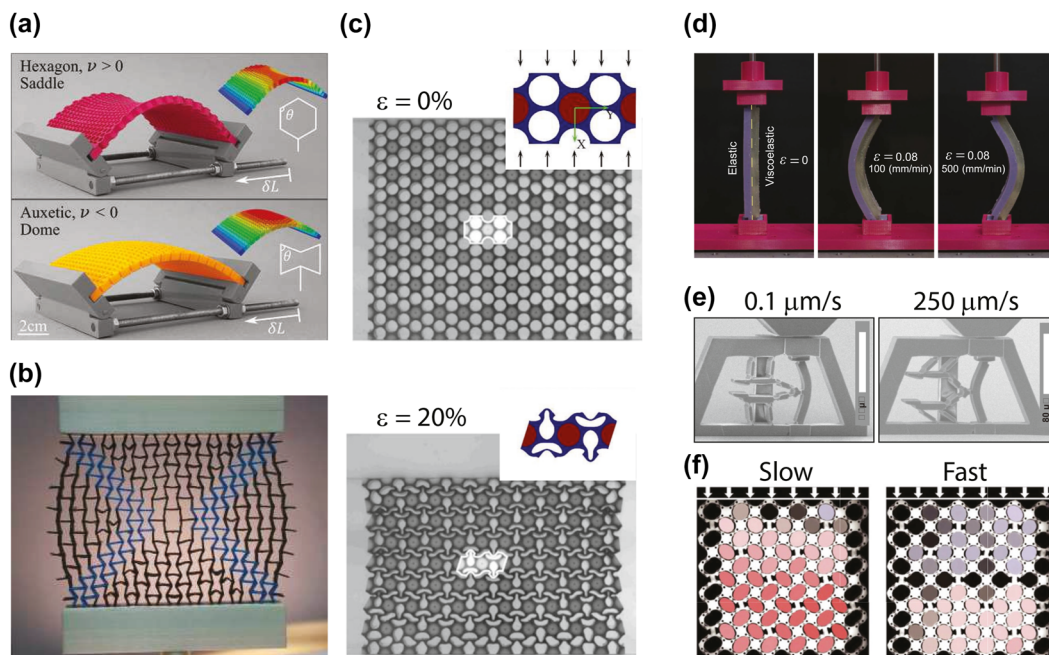 (a)
Hexagon, ν > 0
Saddle
θ
δL
Auxetic, ν < 0
Dome
θ
2cm
δL
(b)
(c)
ε = 0%
Y
X
ε = 20%
(d)
Elastic
Viscoelastic
ε = 0
ε = 0.08
100 (mm/min)
ε = 0.08
500 (mm/min)
(e)
0.1 μm/s
250 μm/s
(f)
Slow
Fast